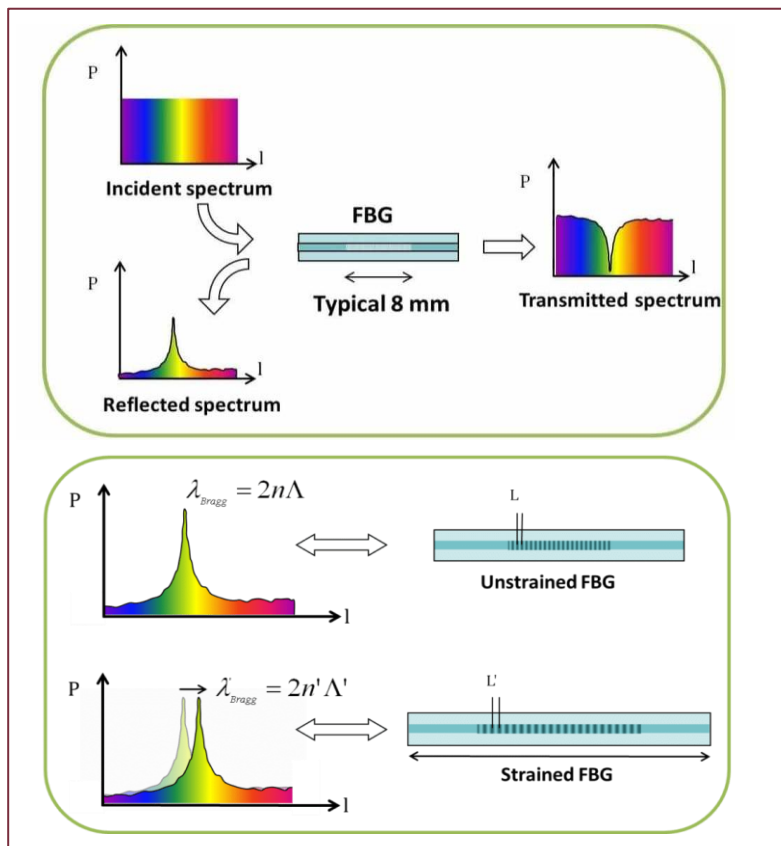 P
l
Incident spectrum
FBG
Typical 8 mm
P
l
Transmitted spectrum
P
l
Reflected spectrum
P
λBragg = 2nΛ
l
L
Unstrained FBG
P
λBragg = 2n'Λ'
l
L'
Strained FBG